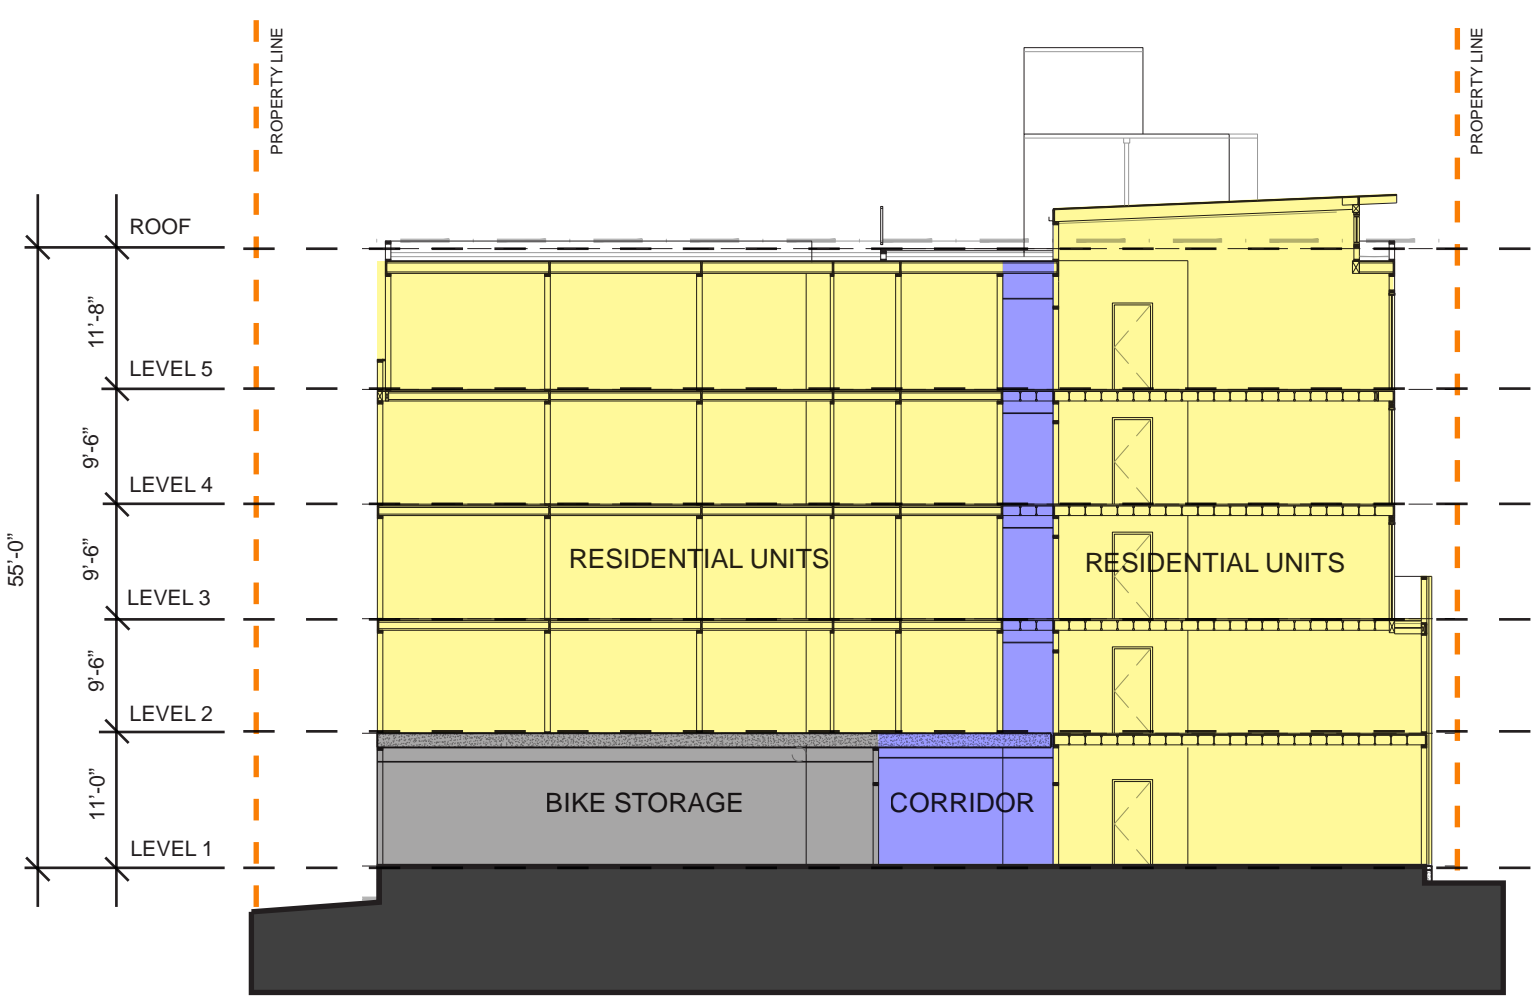 PROPERTY LINE
PROPERTY LINE
ROOF
11'-8"
LEVEL 5
9'-6"
LEVEL 4
55'-0"
9'-6"
RESIDENTIAL UNITS
RESIDENTIAL UNITS
LEVEL 3
9'-6"
LEVEL 2
11'-0"
BIKE STORAGE
CORRIDOR
LEVEL 1